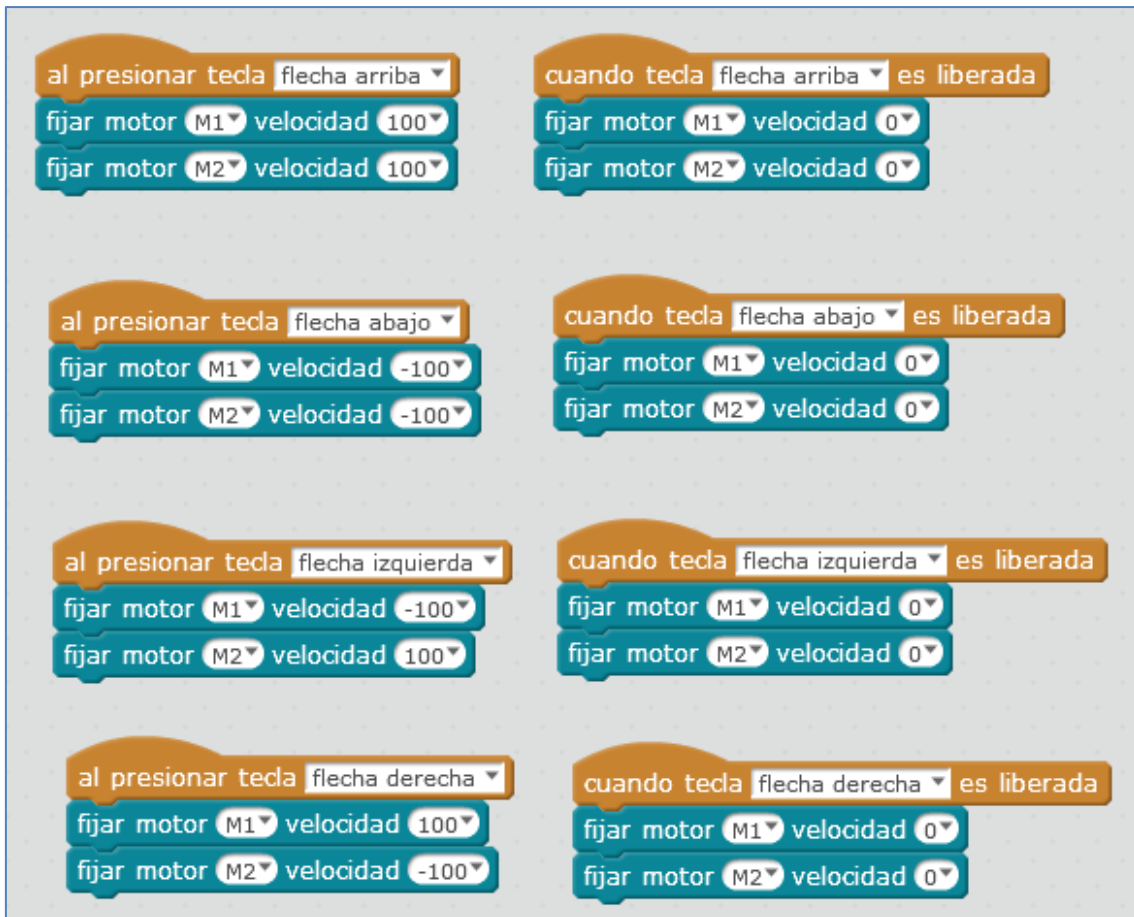 al presionar tecla flecha arriba
fijar motor M1 velocidad 100
fijar motor M2 velocidad 100
cuando tecla flecha arriba es liberada
fijar motor M1 velocidad 0
fijar motor M2 velocidad 0
al presionar tecla flecha abajo
fijar motor M1 velocidad -100
fijar motor M2 velocidad -100
cuando tecla flecha abajo es liberada
fijar motor M1 velocidad 0
fijar motor M2 velocidad 0
al presionar tecla flecha izquierda
fijar motor M1 velocidad -100
fijar motor M2 velocidad 100
cuando tecla flecha izquierda es liberada
fijar motor M1 velocidad 0
fijar motor M2 velocidad 0
al presionar tecla flecha derecha
fijar motor M1 velocidad 100
fijar motor M2 velocidad -100
cuando tecla flecha derecha es liberada
fijar motor M1 velocidad 0
fijar motor M2 velocidad 0